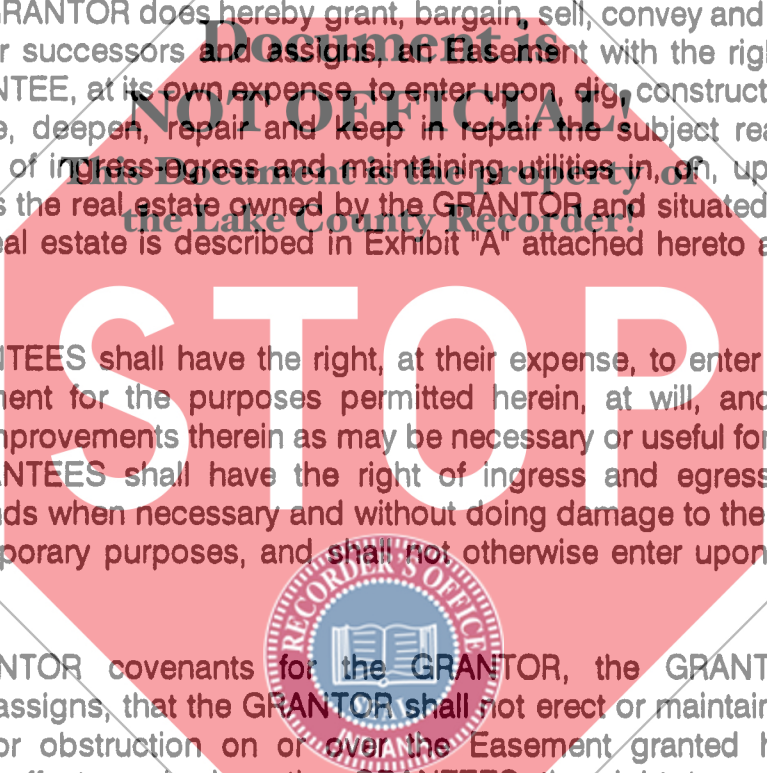 GRANTOR does hereby grant, bargain, sell, convey and
r successors and assigns, an Easement with the rig
Document is
NTEE, at its own expense, to enter upon, dig, construct
NOT OFFICIAL!
e, deepen, repair and keep in repair the subject rea
of ingress-egress and maintaining utilities in, on, up
This Document is the property of
s the real estate owned by the GRANTOR and situated
the Lake County Recorder!
eal estate is described in Exhibit "A" attached hereto a
STOP
NTEES shall have the right, at their expense, to enter
ment for the purposes permitted herein, at will, and
mprovements therein as may be necessary or useful for
ANTEES shall have the right of ingress and egress
ds when necessary and without doing damage to the
porary purposes, and shall not otherwise enter upon
RECORDER'S OFFICE
NTOR covenants for the GRANTOR, the GRANT
assigns, that the GRANTOR shall not erect or maintain
or obstruction on or over the Easement granted h